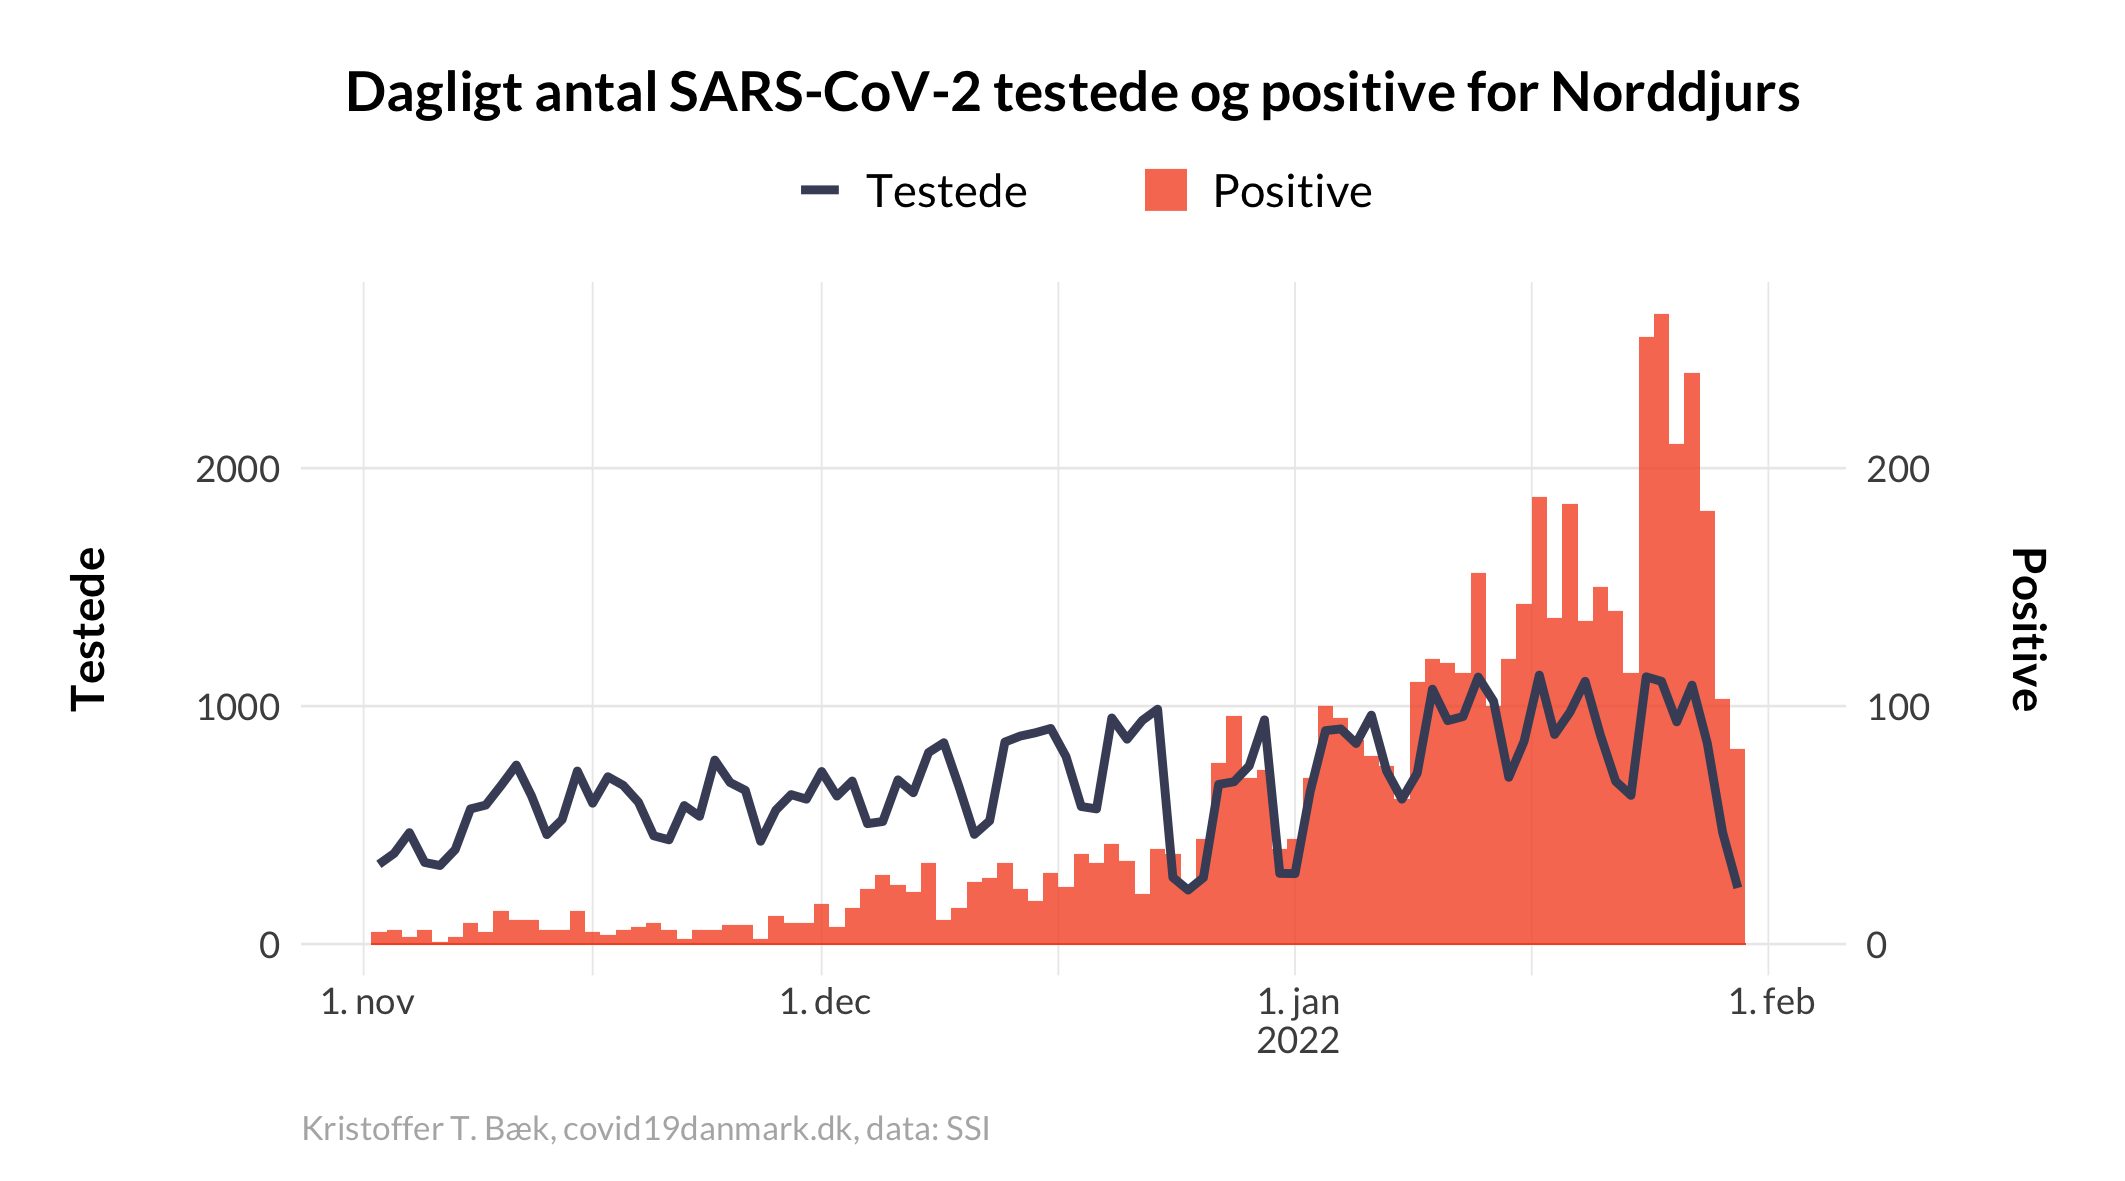 Dagligt antal SARS-CoV-2 testede og positive for Norddjurs
Testede
Positive
Testede
2000
1000
0
200
100
0
Positive
1. nov
1. dec
1. jan
2022
1. feb
Kristoffer T. Bæk, covid19danmark.dk, data: SSI